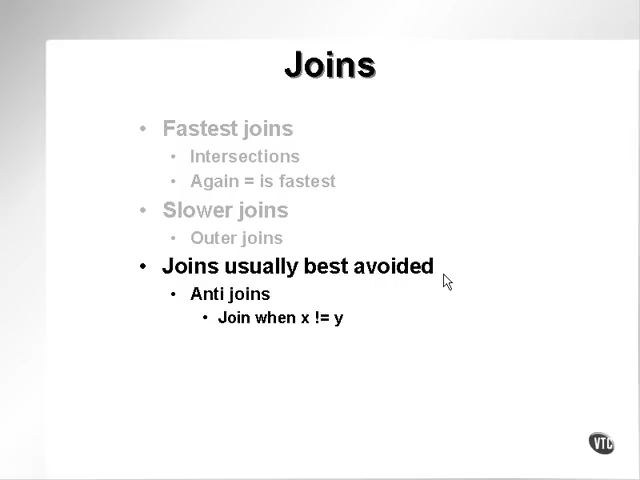 Joins
• Fastest joins
• Intersections
• Again = is fastest
• Slower joins
• Outer joins
• Joins usually best avoided
• Anti joins
• Join when x != y
VTC